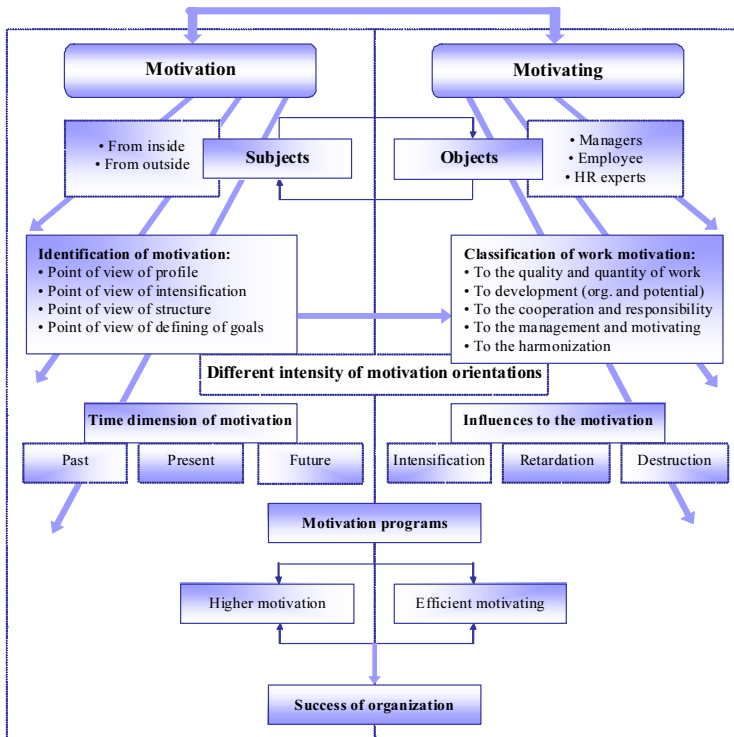 Motivation
Motivating
• From inside
• From outside
Subjects
Objects
• Managers
• Employee
• HR experts
Identification of motivation:
• Point of view of profile
• Point of view of intensification
• Point of view of structure
• Point of view of defining of goals
Classification of work motivation:
• To the quality and quantity of work
• To development (org. and potential)
• To the cooperation and responsibility
• To the management and motivating
• To the harmonization
Different intensity of motivation orientations
Time dimension of motivation
Influences to the motivation
Past
Present
Future
Intensification
Retardation
Destruction
Motivation programs
Higher motivation
Efficient motivating
Success of organization